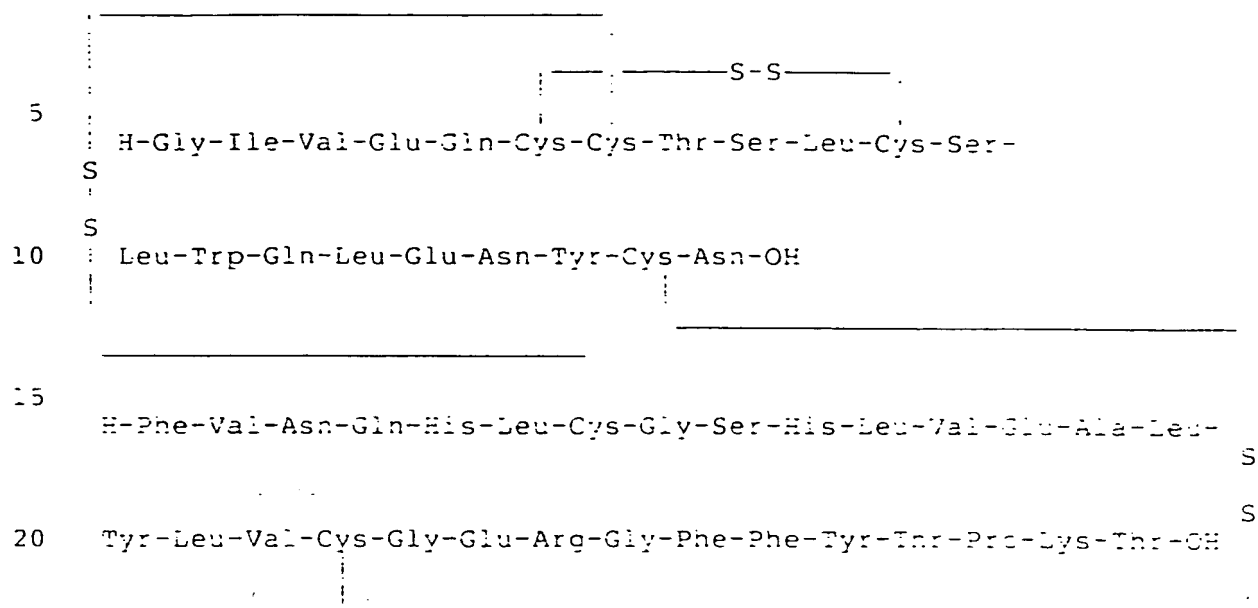 S-S
5
H-Gly-Ile-Val-Glu-Gln-Cys-Cys-Thr-Ser-Leu-Cys-Ser-
S
S
10 Leu-Trp-Gln-Leu-Glu-Asn-Tyr-Cys-Asn-OH
15
H-Phe-Val-Asn-Gln-His-Leu-Cys-Gly-Ser-His-Leu-Val-Glu-Ala-Leu-
S
S
20 Tyr-Leu-Val-Cys-Gly-Glu-Arg-Gly-Phe-Phe-Tyr-Thr-Pro-Lys-Thr-OH